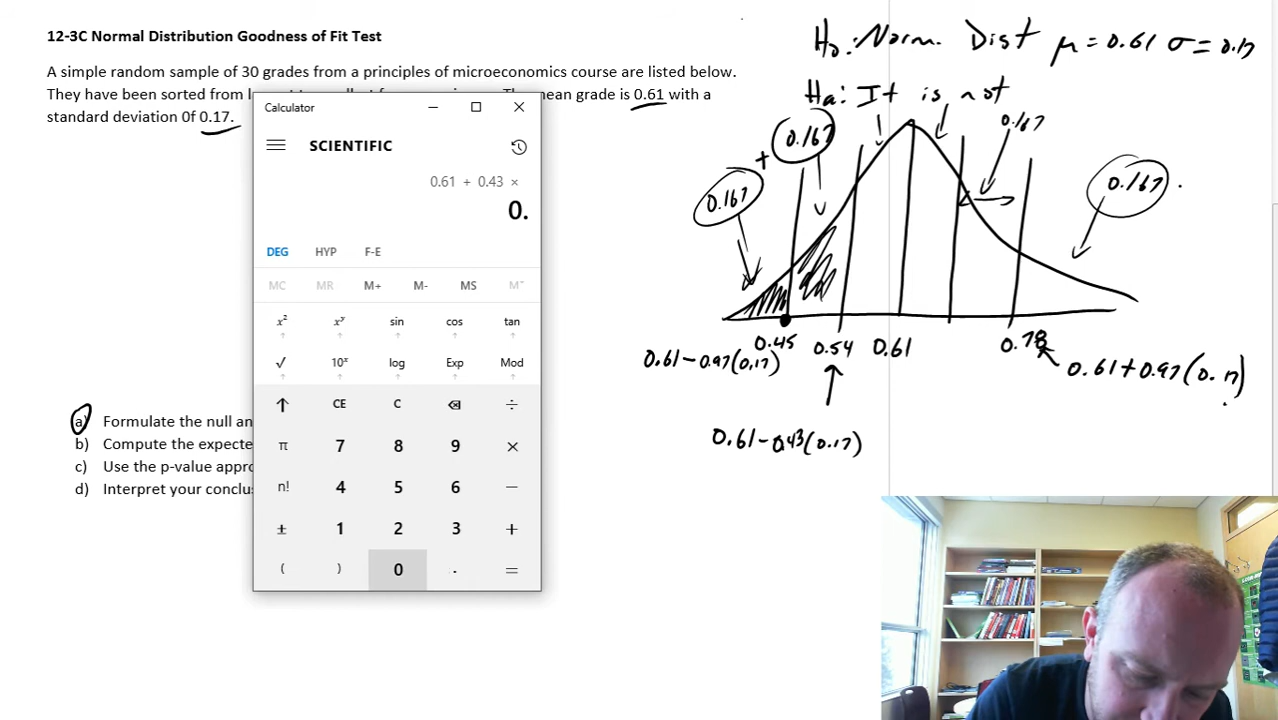 12-3C Normal Distribution Goodness of Fit Test
A simple random sample of 30 grades from a principles of microeconomics course are listed below.
They have been sorted from l
mean grade is 0.61 with a
standard deviation 0f 0.17.
a) Formulate the null an
b) Compute the expecte
c) Use the p-value appro
d) Interpret your conclu
Calculator
SCIENTIFIC
0.61 + 0.43 ×
0.
DEG HYP F-E
MC MR M+ M- MS M˅
x² xʸ sin cos tan
√ 10ˣ log Exp Mod
↑ CE C ⌫ ÷
π 7 8 9 ×
n! 4 5 6 −
± 1 2 3 +
( ) 0 . =
H₀: Norm. Dist μ = 0.61 σ = 0.17
Ha: It is not
0.167 + 0.167
0.167
0.167
0.45 0.54 0.61 0.78
0.61-0.97(0.17)
0.61+0.97(0.17)
0.61-0.43(0.17)